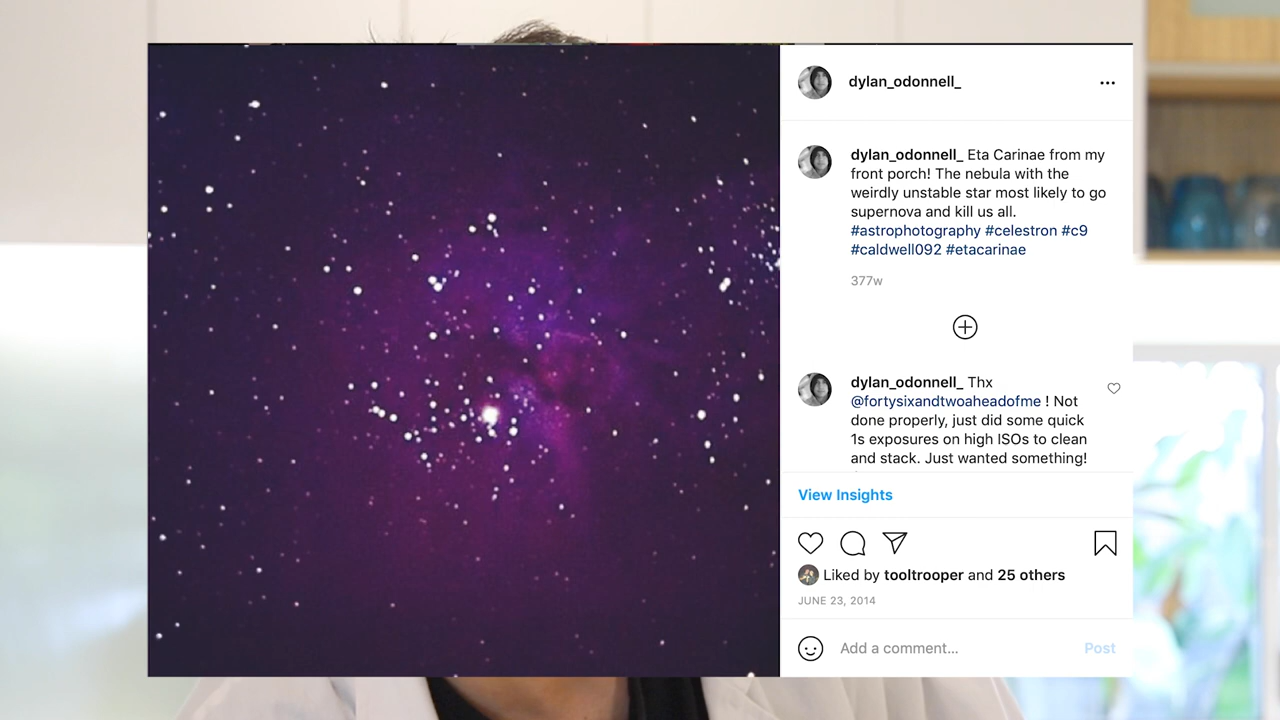 dylan_odonnell_
dylan_odonnell_ Eta Carinae from my
front porch! The nebula with the
weirdly unstable star most likely to go
supernova and kill us all.
#astrophotography #celestron #c9
#caldwell092 #etacarinae
377w
dylan_odonnell_ Thx
@fortysixandtwoaheadofme ! Not
done properly, just did some quick
1s exposures on high ISOs to clean
and stack. Just wanted something!
View Insights
Liked by tooltrooper and 25 others
JUNE 23, 2014
Add a comment...
Post